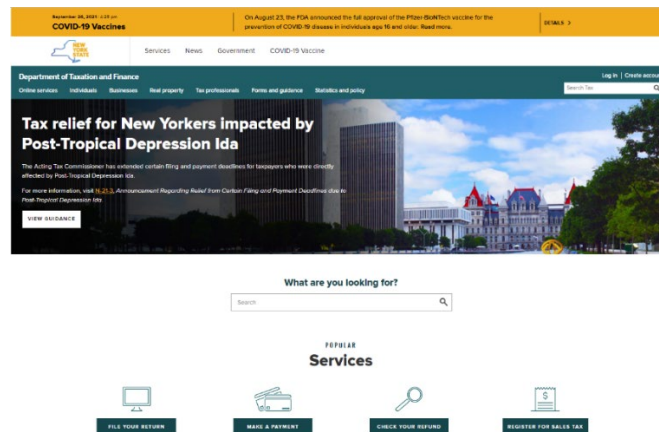 September 28, 2021
COVID-19 Vaccines
On August 23, the FDA announced the full approval of the Pfizer-BioNTech vaccine for the
prevention of COVID-19 disease in individuals age 16 and older. Read more.
DETAILS >
NEW
YORK
STATE
Services News Government COVID-19 Vaccine
Department of Taxation and Finance
Log in | Create account
Online services Individuals Businesses Real property Tax professionals Forms and guidance Statistics and policy
Search Tax
Tax relief for New Yorkers impacted by
Post-Tropical Depression Ida
The Acting Tax Commissioner has extended certain filing and payment deadlines for taxpayers who were directly
affected by Post-Tropical Depression Ida.
For more information, visit N-21-3, Announcement Regarding Relief from Certain Filing and Payment Deadlines due to
Post-Tropical Depression Ida.
VIEW GUIDANCE
What are you looking for?
Search
POPULAR
Services
FILE YOUR RETURN
MAKE A PAYMENT
CHECK YOUR REFUND
REGISTER FOR SALES TAX